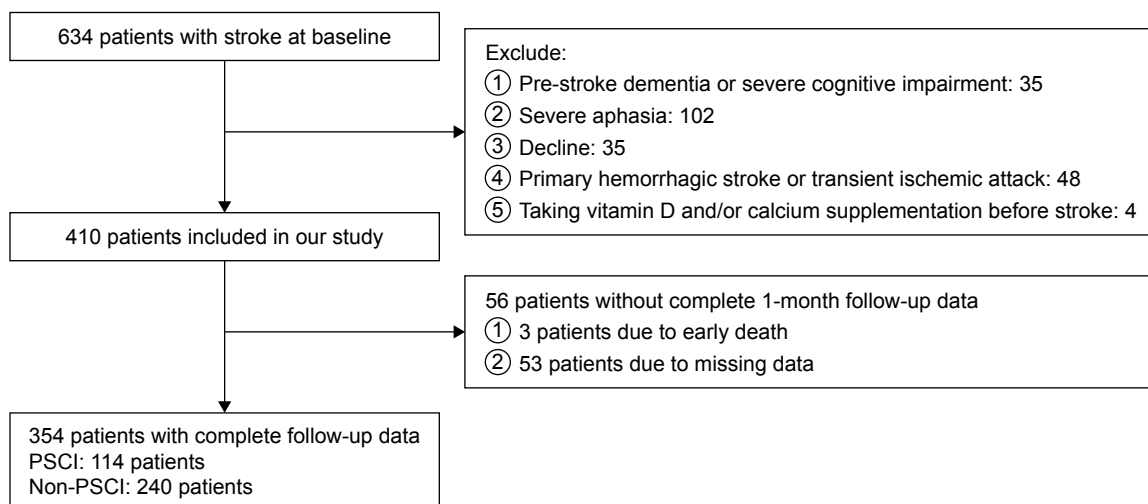 634 patients with stroke at baseline
Exclude:
① Pre-stroke dementia or severe cognitive impairment: 35
② Severe aphasia: 102
③ Decline: 35
④ Primary hemorrhagic stroke or transient ischemic attack: 48
⑤ Taking vitamin D and/or calcium supplementation before stroke: 4
410 patients included in our study
56 patients without complete 1-month follow-up data
① 3 patients due to early death
② 53 patients due to missing data
354 patients with complete follow-up data
PSCI: 114 patients
Non-PSCI: 240 patients